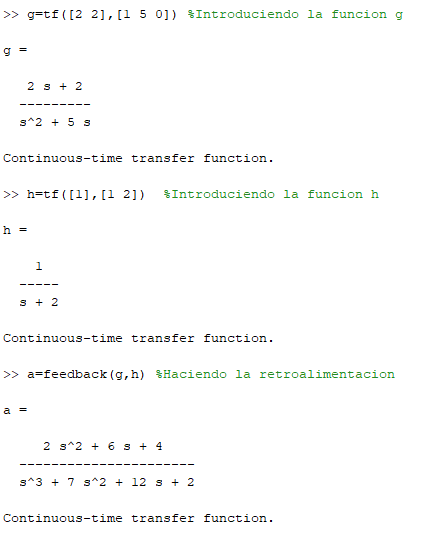 >> g=tf([2 2],[1 5 0]) %Introduciendo la funcion g
g =
2 s + 2
---------
s^2 + 5 s
Continuous-time transfer function.
>> h=tf([1],[1 2])  %Introduciendo la funcion h
h =
1
-----
s + 2
Continuous-time transfer function.
>> a=feedback(g,h) %Haciendo la retroalimentacion
a =
2 s^2 + 6 s + 4
----------------------
s^3 + 7 s^2 + 12 s + 2
Continuous-time transfer function.